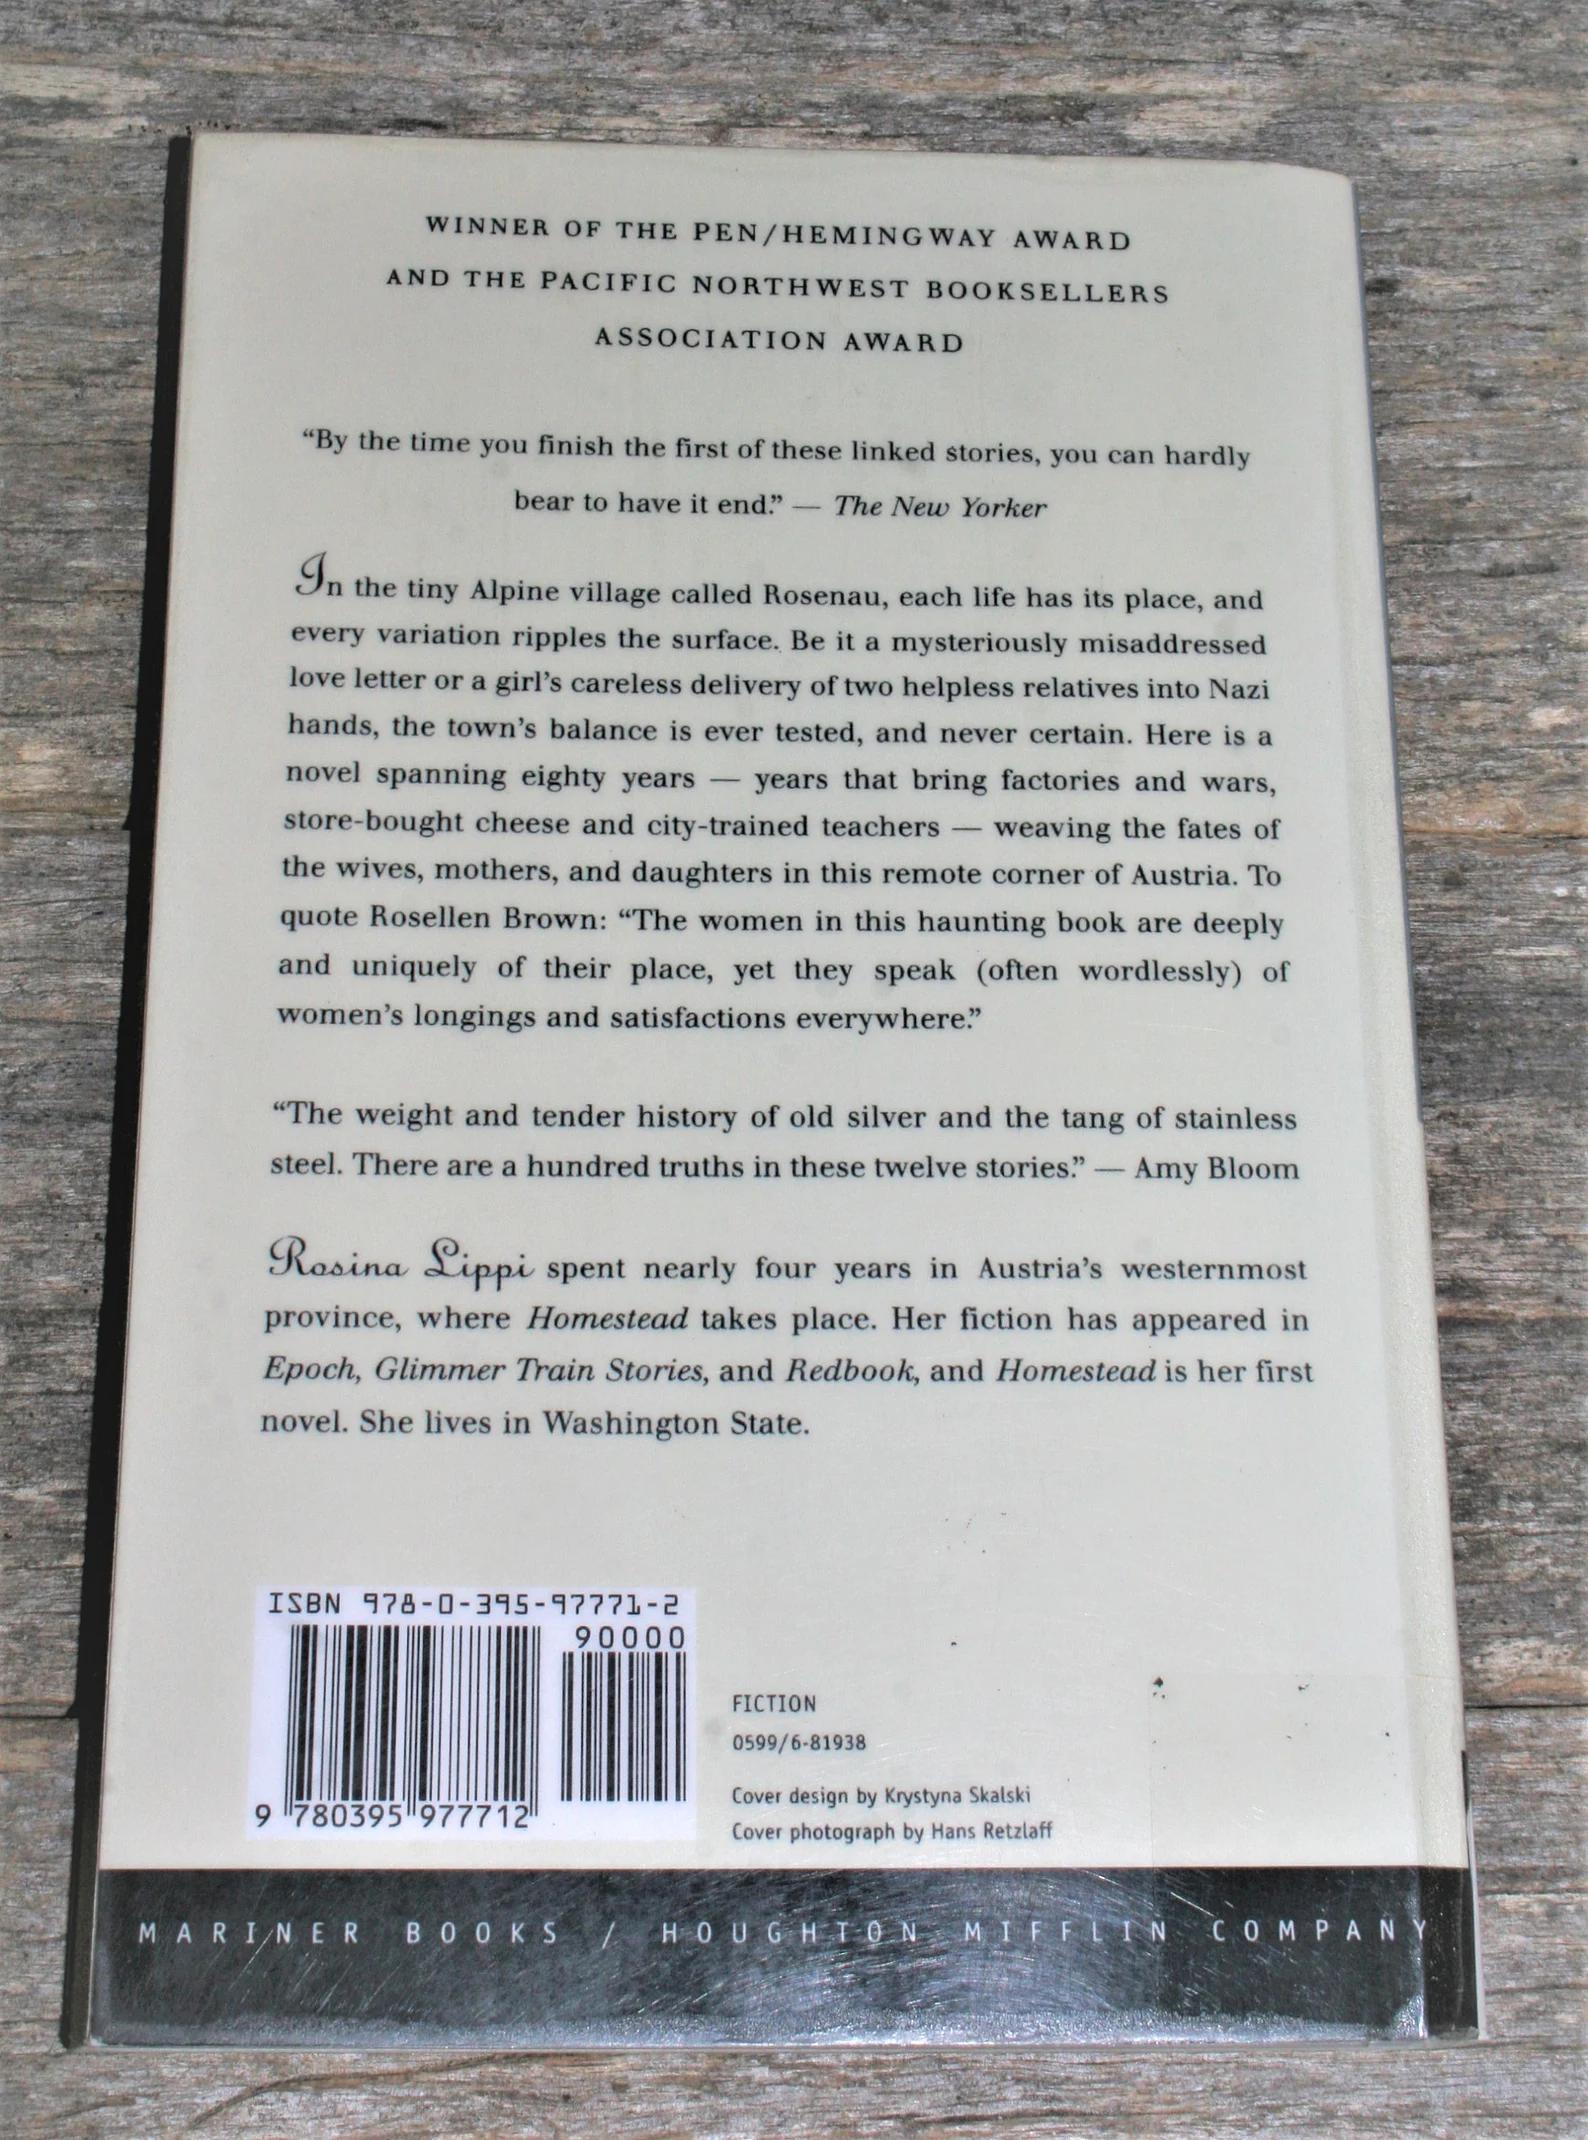 WINNER OF THE PEN/HEMINGWAY AWARD
AND THE PACIFIC NORTHWEST BOOKSELLERS
ASSOCIATION AWARD
“By the time you finish the first of these linked stories, you can hardly
bear to have it end.” — The New Yorker
In the tiny Alpine village called Rosenau, each life has its place, and
every variation ripples the surface. Be it a mysteriously misaddressed
love letter or a girl’s careless delivery of two helpless relatives into Nazi
hands, the town’s balance is ever tested, and never certain. Here is a
novel spanning eighty years — years that bring factories and wars,
store-bought cheese and city-trained teachers — weaving the fates of
the wives, mothers, and daughters in this remote corner of Austria. To
quote Rosellen Brown: “The women in this haunting book are deeply
and uniquely of their place, yet they speak (often wordlessly) of
women’s longings and satisfactions everywhere.”
“The weight and tender history of old silver and the tang of stainless
steel. There are a hundred truths in these twelve stories.” — Amy Bloom
Rosina Lippi spent nearly four years in Austria’s westernmost
province, where Homestead takes place. Her fiction has appeared in
Epoch, Glimmer Train Stories, and Redbook, and Homestead is her first
novel. She lives in Washington State.
ISBN 978-0-395-97771-2
90000
9 780395 977712
FICTION
0599/6-81938
Cover design by Krystyna Skalski
Cover photograph by Hans Retzlaff
MARINER BOOKS / HOUGHTON MIFFLIN COMPANY